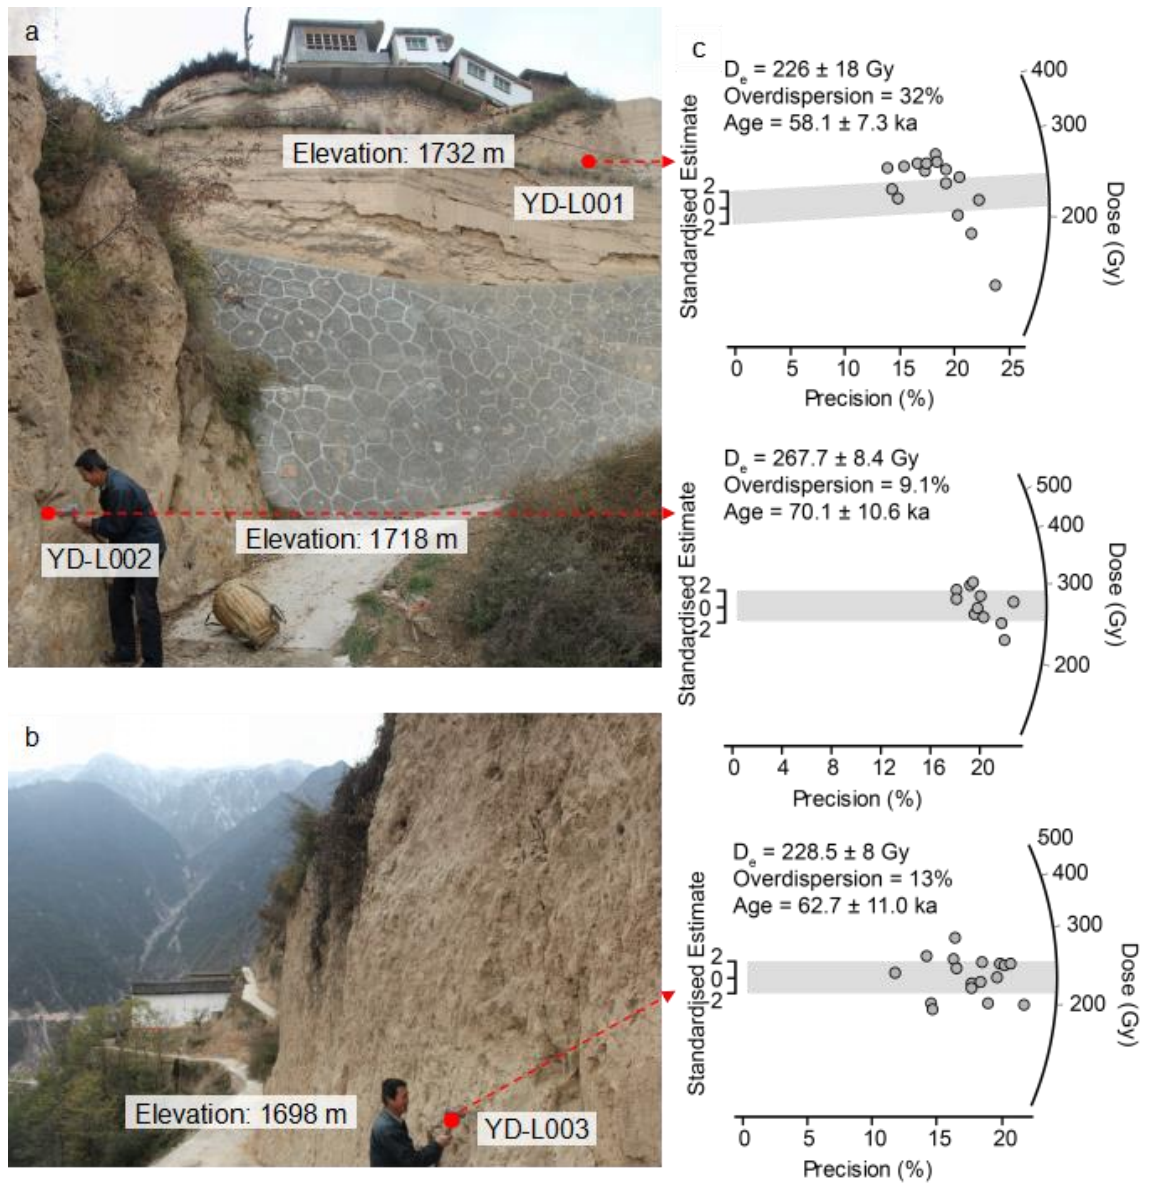 a
Elevation: 1732 m
YD-L001
Elevation: 1718 m
YD-L002
b
Elevation: 1698 m
YD-L003
c
De = 226 ± 18 Gy
Overdispersion = 32%
Age = 58.1 ± 7.3 ka
Standardised Estimate
2
0
-2
400
300
200
Dose (Gy)
0 5 10 15 20 25
Precision (%)
De = 267.7 ± 8.4 Gy
Overdispersion = 9.1%
Age = 70.1 ± 10.6 ka
Standardised Estimate
2
0
-2
500
400
300
200
Dose (Gy)
0 4 8 12 16 20
Precision (%)
De = 228.5 ± 8 Gy
Overdispersion = 13%
Age = 62.7 ± 11.0 ka
Standardised Estimate
2
0
-2
500
400
300
200
Dose (Gy)
0 5 10 15 20
Precision (%)